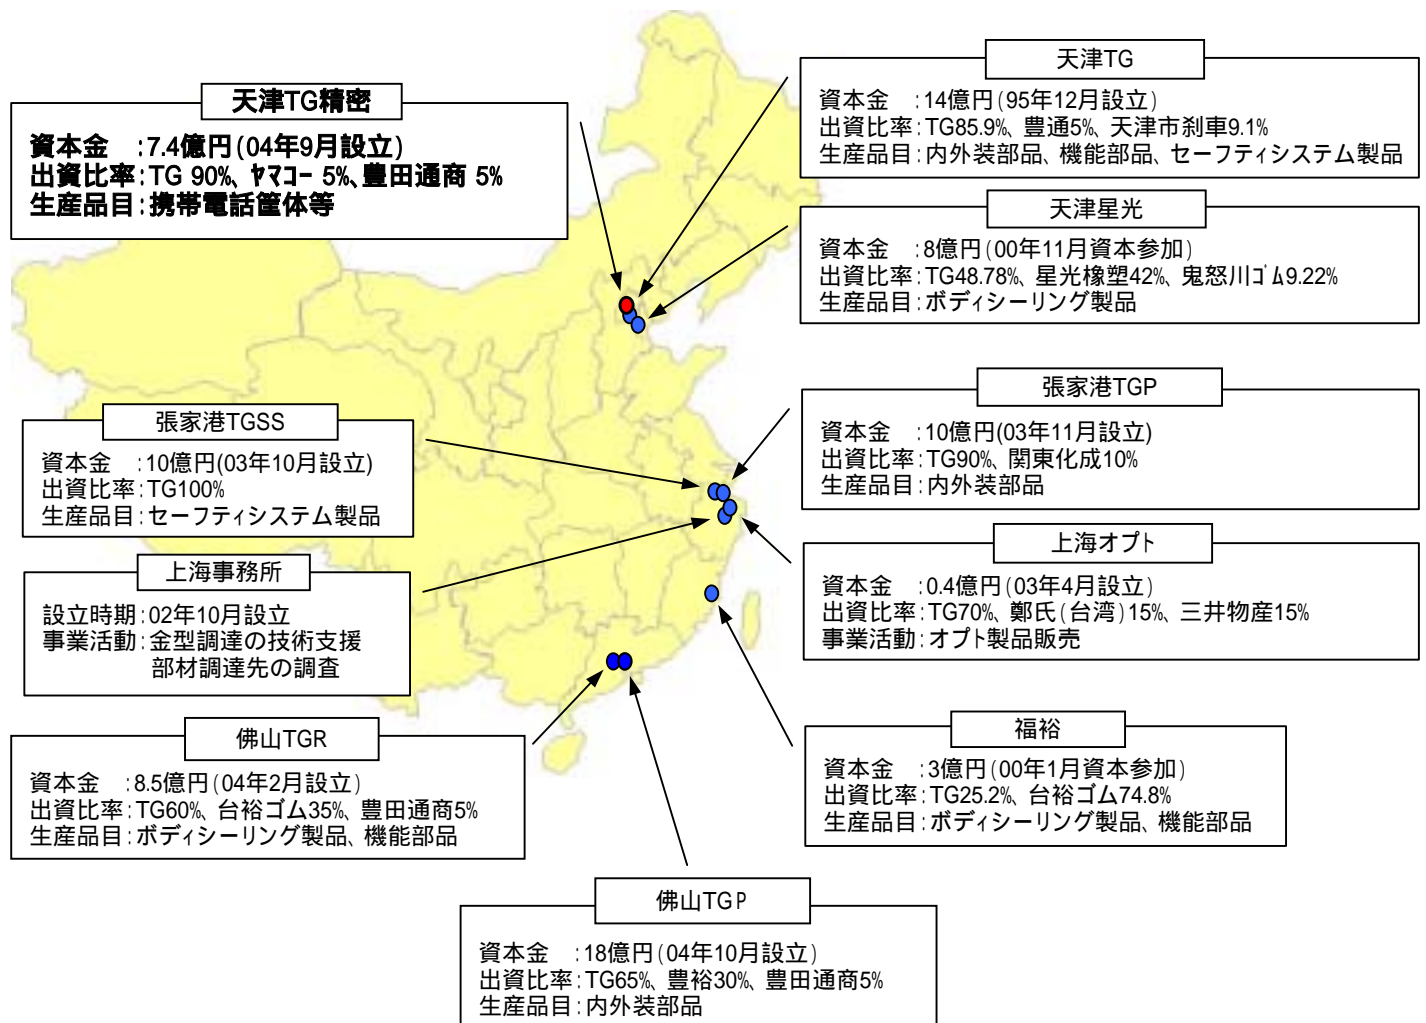 天津TG精密
資本金　:7.4億円(04年9月設立)
出資比率:TG 90%、ﾔﾏｺｰ 5%、豊田通商 5%
生産品目:携帯電話筐体等
天津TG
資本金　:14億円(95年12月設立)
出資比率:TG85.9%、豊通5%、天津市刹車9.1%
生産品目:内外装部品、機能部品、セーフティシステム製品
天津星光
資本金　:8億円(00年11月資本参加)
出資比率:TG48.78%、星光橡塑42%、鬼怒川ｺﾞﾑ9.22%
生産品目:ボディシーリング製品
張家港TGSS
資本金　:10億円(03年10月設立)
出資比率:TG100%
生産品目:セーフティシステム製品
張家港TGP
資本金　:10億円(03年11月設立)
出資比率:TG90%、関東化成10%
生産品目:内外装部品
上海事務所
設立時期:02年10月設立
事業活動:金型調達の技術支援
部材調達先の調査
上海オプト
資本金　:0.4億円(03年4月設立)
出資比率:TG70%、鄭氏(台湾)15%、三井物産15%
事業活動:オプト製品販売
佛山TGR
資本金　:8.5億円(04年2月設立)
出資比率:TG60%、台裕ゴム35%、豊田通商5%
生産品目:ボディシーリング製品、機能部品
福裕
資本金　:3億円(00年1月資本参加)
出資比率:TG25.2%、台裕ゴム74.8%
生産品目:ボディシーリング製品、機能部品
佛山TGP
資本金　:18億円(04年10月設立)
出資比率:TG65%、豊裕30%、豊田通商5%
生産品目:内外装部品